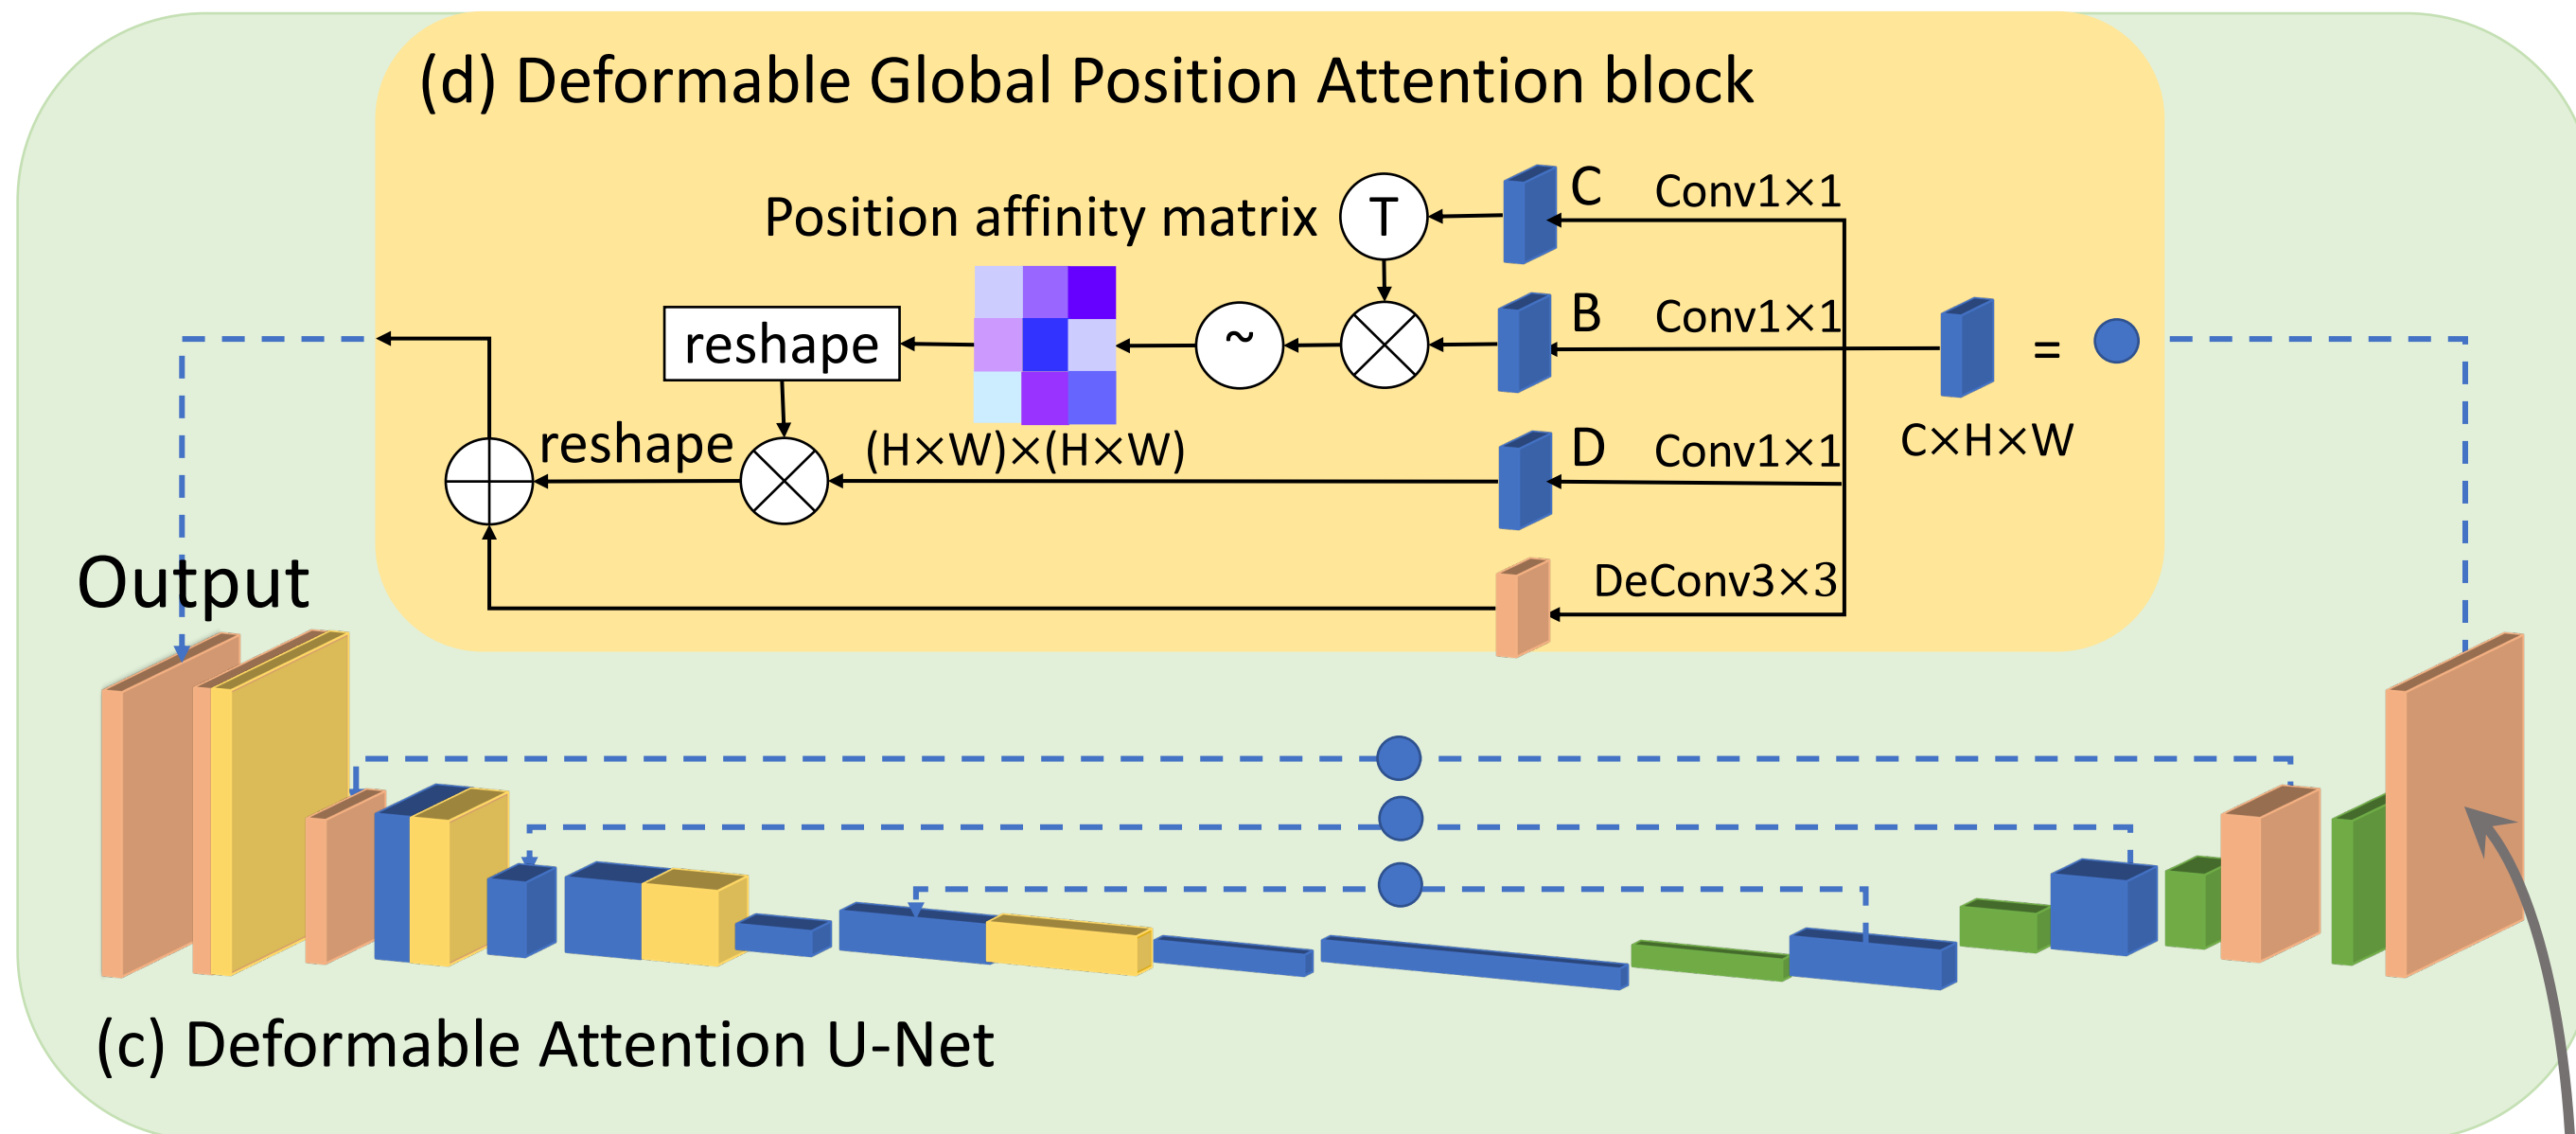 (d) Deformable Global Position Attention block
C Conv1×1
Position affinity matrix T
B Conv1×1
reshape ~ =
D Conv1×1
reshape (H×W)×(H×W) C×H×W
DeConv3×3
Output
(c) Deformable Attention U-Net